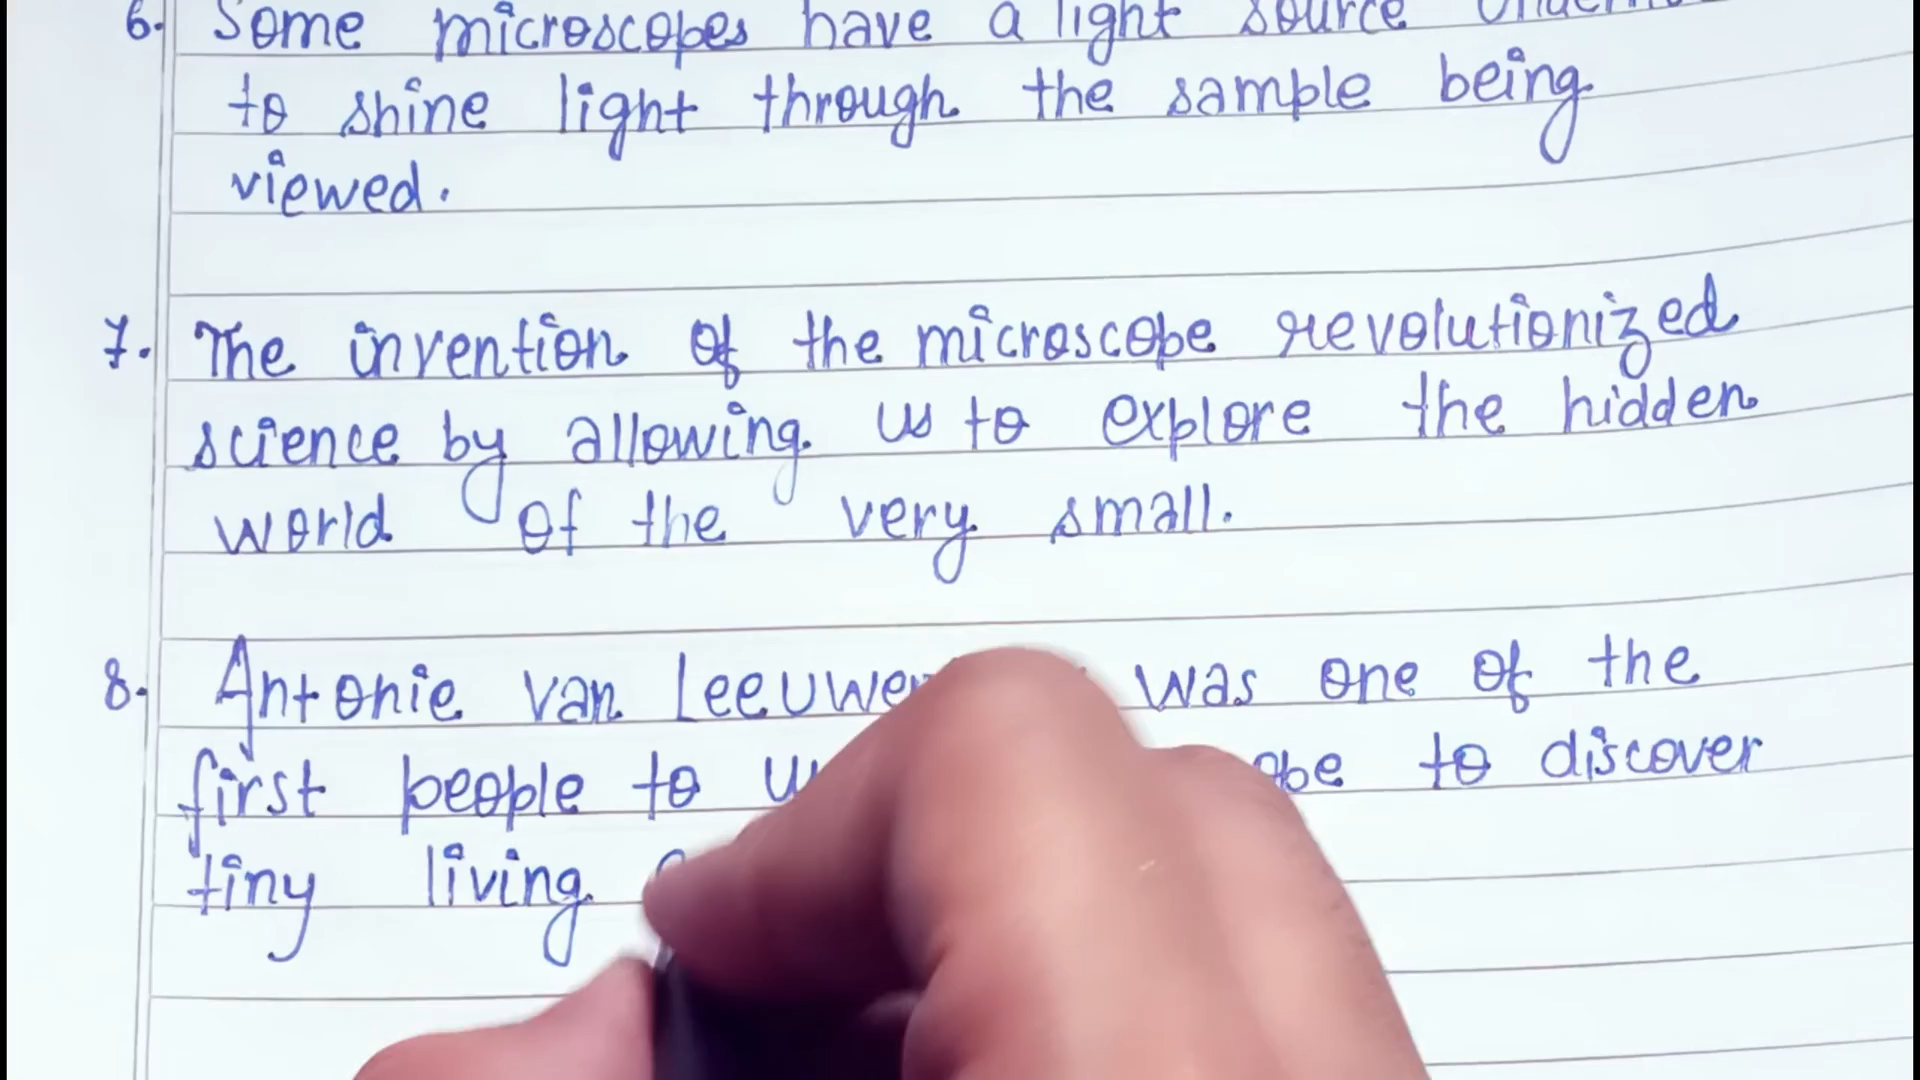 6. Some microscopes have a light source
to shine light through the sample being
viewed.
7. The invention of the microscope revolutionized
science by allowing us to explore the hidden
world of the very small.
8. Antonie van was one of the
first people to to discover
tiny living